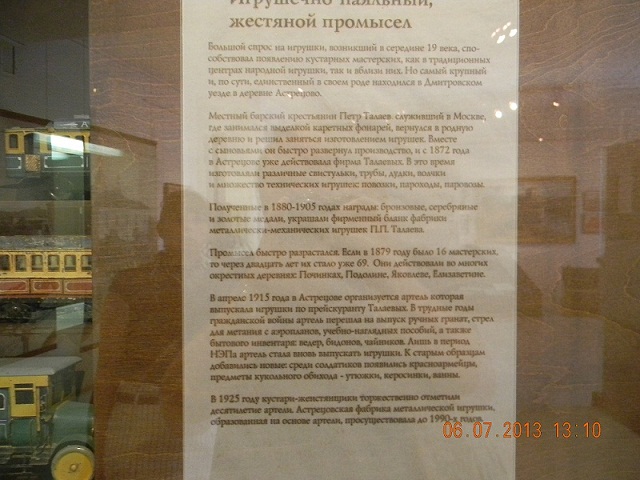 Игрушечно-паяльный,
жестяной промысел
Большой спрос на игрушки, возникший в середине 19 века, спо-
собствовал появлению кустарных мастерских, как в традиционных
центрах народной игрушки, так и вблизи них. Но самый крупный
и, по сути, единственный в своем роде находился в Дмитровском
уезде в деревне Астрецово.
Местный барский крестьянин Петр Талаев, служивший в Москве,
где занимался выделкой каретных фонарей, вернулся в родную
деревню и решил заняться изготовлением игрушек. Вместе
с сыновьями он быстро развернул производство, и с 1872 года
в Астрецове уже действовала фирма Талаевых. В это время
изготовляли различные свистульки, трубы, дудки, волчки
и множество технических игрушек: повозки, пароходы, паровозы.
Полученные в 1880-1905 годах награды: бронзовые, серебряные
и золотые медали, украшали фирменный бланк фабрики
металлическо-механических игрушек П.П. Талаева.
Промысел быстро разрастался. Если в 1879 году было 16 мастерских,
то через двадцать лет их стало уже 69. Они действовали во многих
окрестных деревнях: Починках, Подолине, Яковлеве, Елизаветине.
В апреле 1915 года в Астрецове организуется артель которая
выпускала игрушки по прейскуранту Талаевых. В трудные годы
гражданской войны артель перешла на выпуск ручных гранат, стрел
для метания с аэропланов, учебно-наглядных пособий, а также
бытового инвентаря: ведер, бидонов, чайников. Лишь в период
НЭПа артель стала вновь выпускать игрушки. К старым образцам
добавились новые: среди солдатиков появились красноармейцы,
предметы кукольного обихода - утюжки, керосинки, ванны.
В 1925 году кустари-жестянщики торжественно отметили
десятилетие артели. Астрецовская фабрика металлической игрушки,
образованная на основе артели, просуществовала до 1990-х годов.
06.07.2013 13:10